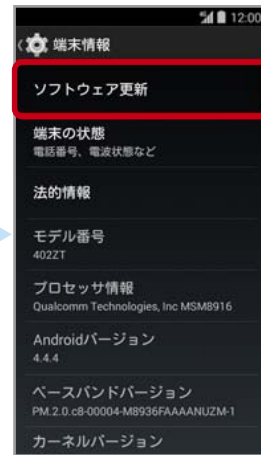 12:00
端末情報
ソフトウェア更新
端末の状態
電話番号、電波状態など
法的情報
モデル番号
402ZT
プロセッサ情報
Qualcomm Technologies, Inc MSM8916
Androidバージョン
4.4.4
ベースバンドバージョン
PM.2.0.c8-00004-M8936FAAAANUZM-1
カーネルバージョン